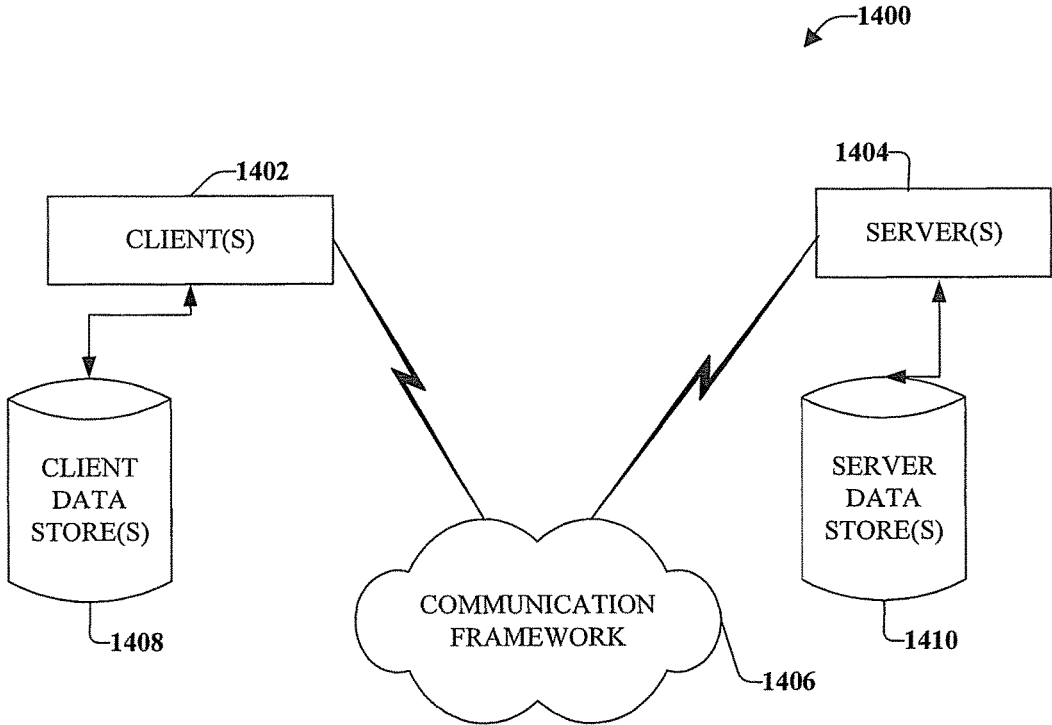 1400
1402
1404
CLIENT(S)
SERVER(S)
CLIENT
DATA
STORE(S)
SERVER
DATA
STORE(S)
COMMUNICATION
FRAMEWORK
1408
1410
1406